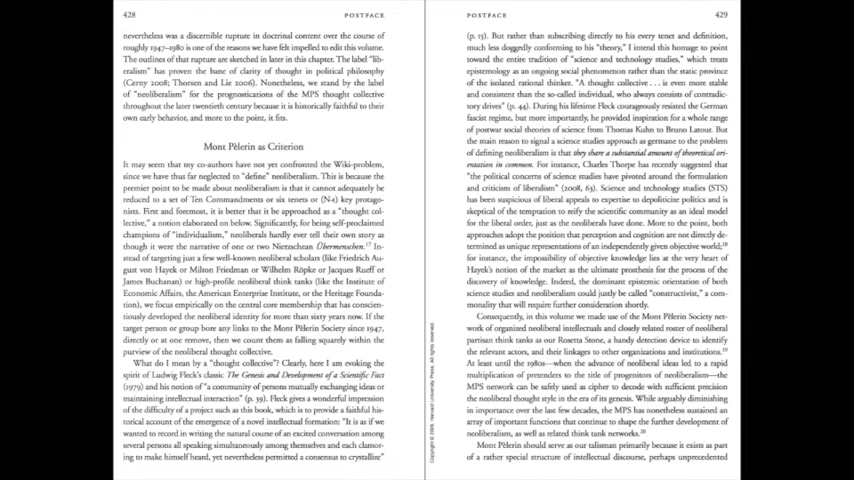 428
POSTFACE
nevertheless was a discernible rupture in doctrinal content over the course of
roughly 1947–1980 is one of the reasons we have felt impelled to edit this volume.
The outlines of that rupture are sketched in later in this chapter. The label “lib-
eralism” has proven the bane of clarity of thought in political philosophy
(Cerny 2008; Thorsen and Lie 2006). Nonetheless, we stand by the label
of “neoliberalism” for the prognostications of the MPS thought collective
throughout the later twentieth century because it is historically faithful to their
own early behavior, and more to the point, it fits.
Mont Pèlerin as Criterion
It may seem that my co-authors have not yet confronted the Wiki-problem,
since we have thus far neglected to “define” neoliberalism. This is because the
premier point to be made about neoliberalism is that it cannot adequately be
reduced to a set of Ten Commandments or six tenets or (N-1) key protago-
nists. First and foremost, it is better that it be approached as a “thought col-
lective,” a notion elaborated on below. Significantly, for being self-proclaimed
champions of “individualism,” neoliberals hardly ever tell their own story as
though it were the narrative of one or two Nietzschean Übermenschen.17 In-
stead of targeting just a few well-known neoliberal scholars (like Friedrich Au-
gust von Hayek or Milton Friedman or Wilhelm Röpke or Jacques Rueff or
James Buchanan) or high-profile neoliberal think tanks (like the Institute of
Economic Affairs, the American Enterprise Institute, or the Heritage Founda-
tion), we focus empirically on the central core membership that has conscien-
tiously developed the neoliberal identity for more than sixty years now. If the
target person or group bore any links to the Mont Pèlerin Society since 1947,
directly or at one remove, then we count them as falling squarely within the
purview of the neoliberal thought collective.
What do I mean by a “thought collective”? Clearly, here I am evoking the
spirit of Ludwig Fleck’s classic The Genesis and Development of a Scientific Fact
(1979) and his notion of “a community of persons mutually exchanging ideas or
maintaining intellectual interaction” (p. 39). Fleck gives a wonderful impression
of the difficulty of a project such as this book, which is to provide a faithful his-
torical account of the emergence of a novel intellectual formation: “It is as if we
wanted to record in writing the natural course of an excited conversation among
several persons all speaking simultaneously among themselves and each clamor-
ing to make himself heard, yet nevertheless permitted a consensus to crystallize”
Copyright © 2009. Harvard University Press. All rights reserved.
POSTFACE
429
(p. 15). But rather than subscribing directly to his every tenet and definition,
much less doggedly conforming to his “theory,” I intend this homage to point
toward the entire tradition of “science and technology studies,” which treats
epistemology as an ongoing social phenomenon rather than the static province
of the isolated rational thinker. “A thought collective . . . is even more stable
and consistent than the so-called individual, who always consists of contradic-
tory drives” (p. 44). During his lifetime Fleck courageously resisted the German
fascist regime, but more importantly, he provided inspiration for a whole range
of postwar social theories of science from Thomas Kuhn to Bruno Latour. But
the main reason to signal a science studies approach as germane to the problem
of defining neoliberalism is that they share a substantial amount of theoretical ori-
entation in common. For instance, Charles Thorpe has recently suggested that
“the political concerns of science studies have pivoted around the formulation
and criticism of liberalism” (2008, 63). Science and technology studies (STS)
has been suspicious of liberal appeals to expertise to depoliticize politics and is
skeptical of the temptation to reify the scientific community as an ideal model
for the liberal order, just as the neoliberals have done. More to the point, both
approaches adopt the position that perception and cognition are not directly de-
termined as unique representations of an independently given objective world;18
for instance, the impossibility of objective knowledge lies at the very heart of
Hayek’s notion of the market as the ultimate prosthesis for the process of the
discovery of knowledge. Indeed, the dominant epistemic orientation of both
science studies and neoliberalism could justly be called “constructivist,” a com-
monality that will require further consideration shortly.
Consequently, in this volume we made use of the Mont Pèlerin Society net-
work of organized neoliberal intellectuals and closely related roster of neoliberal
partisan think tanks as our Rosetta Stone, a handy detection device to identify
the relevant actors, and their linkages to other organizations and institutions.19
At least until the 1980s—when the advance of neoliberal ideas led to a rapid
multiplication of pretenders to the title of progenitors of neoliberalism—the
MPS network can be safely used as cipher to decode with sufficient precision
the neoliberal thought style in the era of its genesis. While arguably diminishing
in importance over the last few decades, the MPS has nonetheless sustained an
array of important functions that continue to shape the further development of
neoliberalism, as well as related think tank networks.20
Mont Pèlerin should serve as our talisman primarily because it exists as part
of a rather special structure of intellectual discourse, perhaps unprecedented